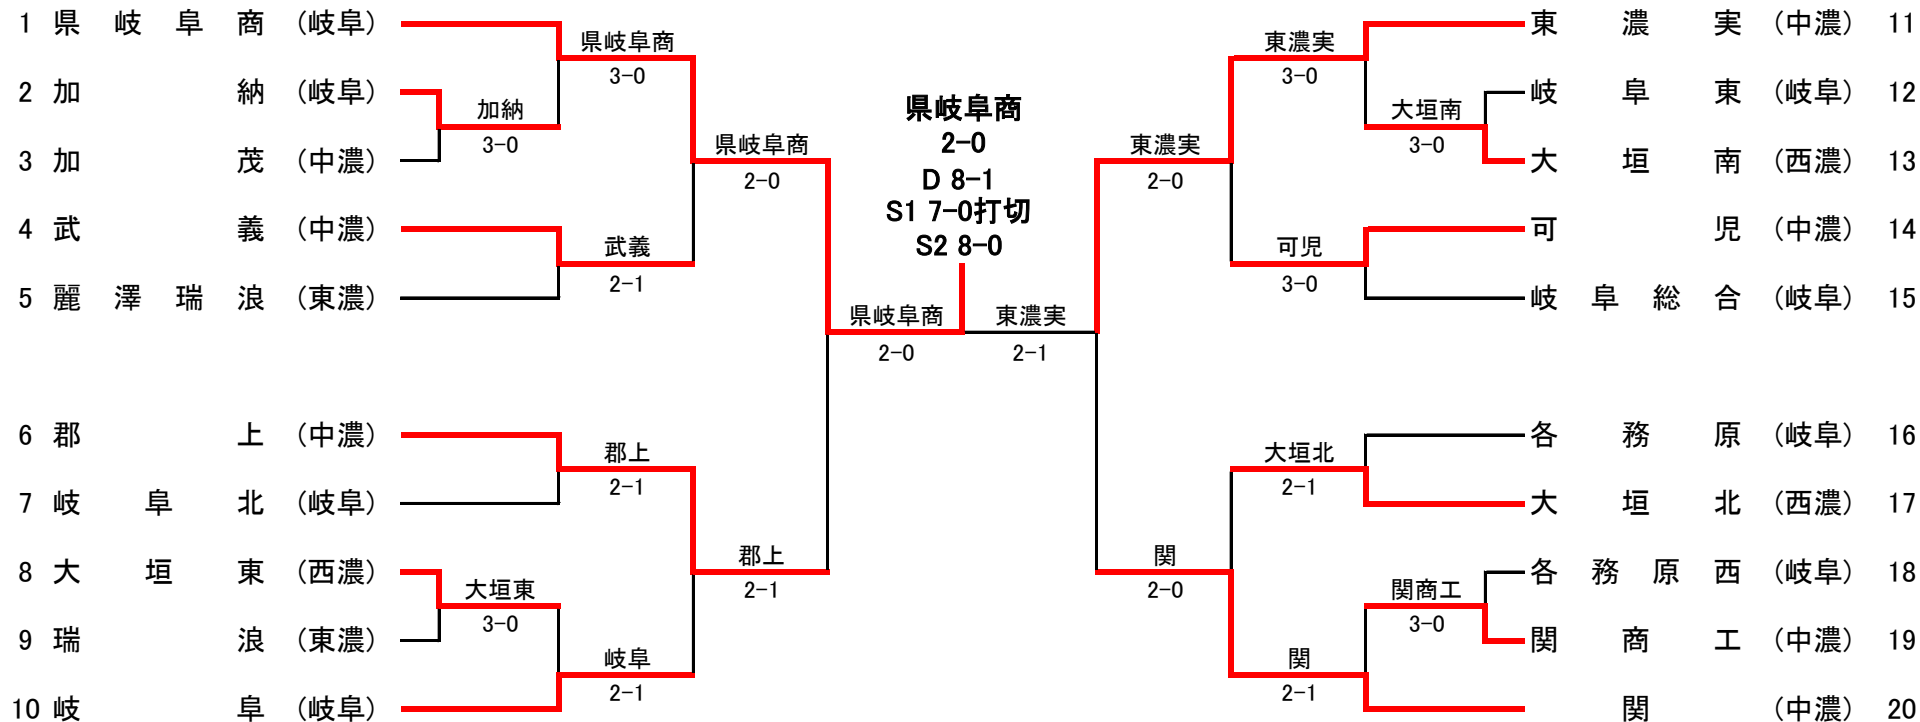 1 県岐阜商 (岐阜)
2 加納 (岐阜)
3 加茂 (中濃)
4 武義 (中濃)
5 麗澤瑞浪 (東濃)
6 郡上 (中濃)
7 岐阜北 (岐阜)
8 大垣東 (西濃)
9 瑞浪 (東濃)
10 岐阜 (岐阜)
加納
3-0
大垣東
3-0
県岐阜商
3-0
武義
2-1
郡上
2-1
岐阜
2-1
県岐阜商
2-0
郡上
2-1
県岐阜商
2-0
県岐阜商
2-0
D 8-1
S1 7-0打切
S2 8-0
東濃実
2-1
東濃実
2-0
関
2-0
東濃実
3-0
可児
3-0
大垣北
2-1
関
2-1
大垣南
3-0
関商工
3-0
東濃実 (中濃) 11
岐阜東 (岐阜) 12
大垣南 (西濃) 13
可児 (中濃) 14
岐阜総合 (岐阜) 15
各務原 (岐阜) 16
大垣北 (西濃) 17
各務原西 (岐阜) 18
関商工 (中濃) 19
関 (中濃) 20